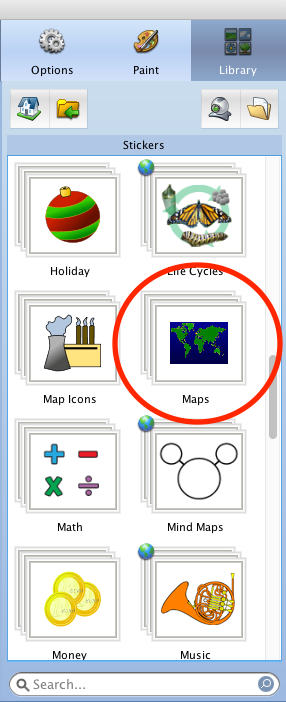 Options Paint Library
Stickers
Holiday Life Cycles
Map Icons Maps
Math Mind Maps
Money Music
Search...